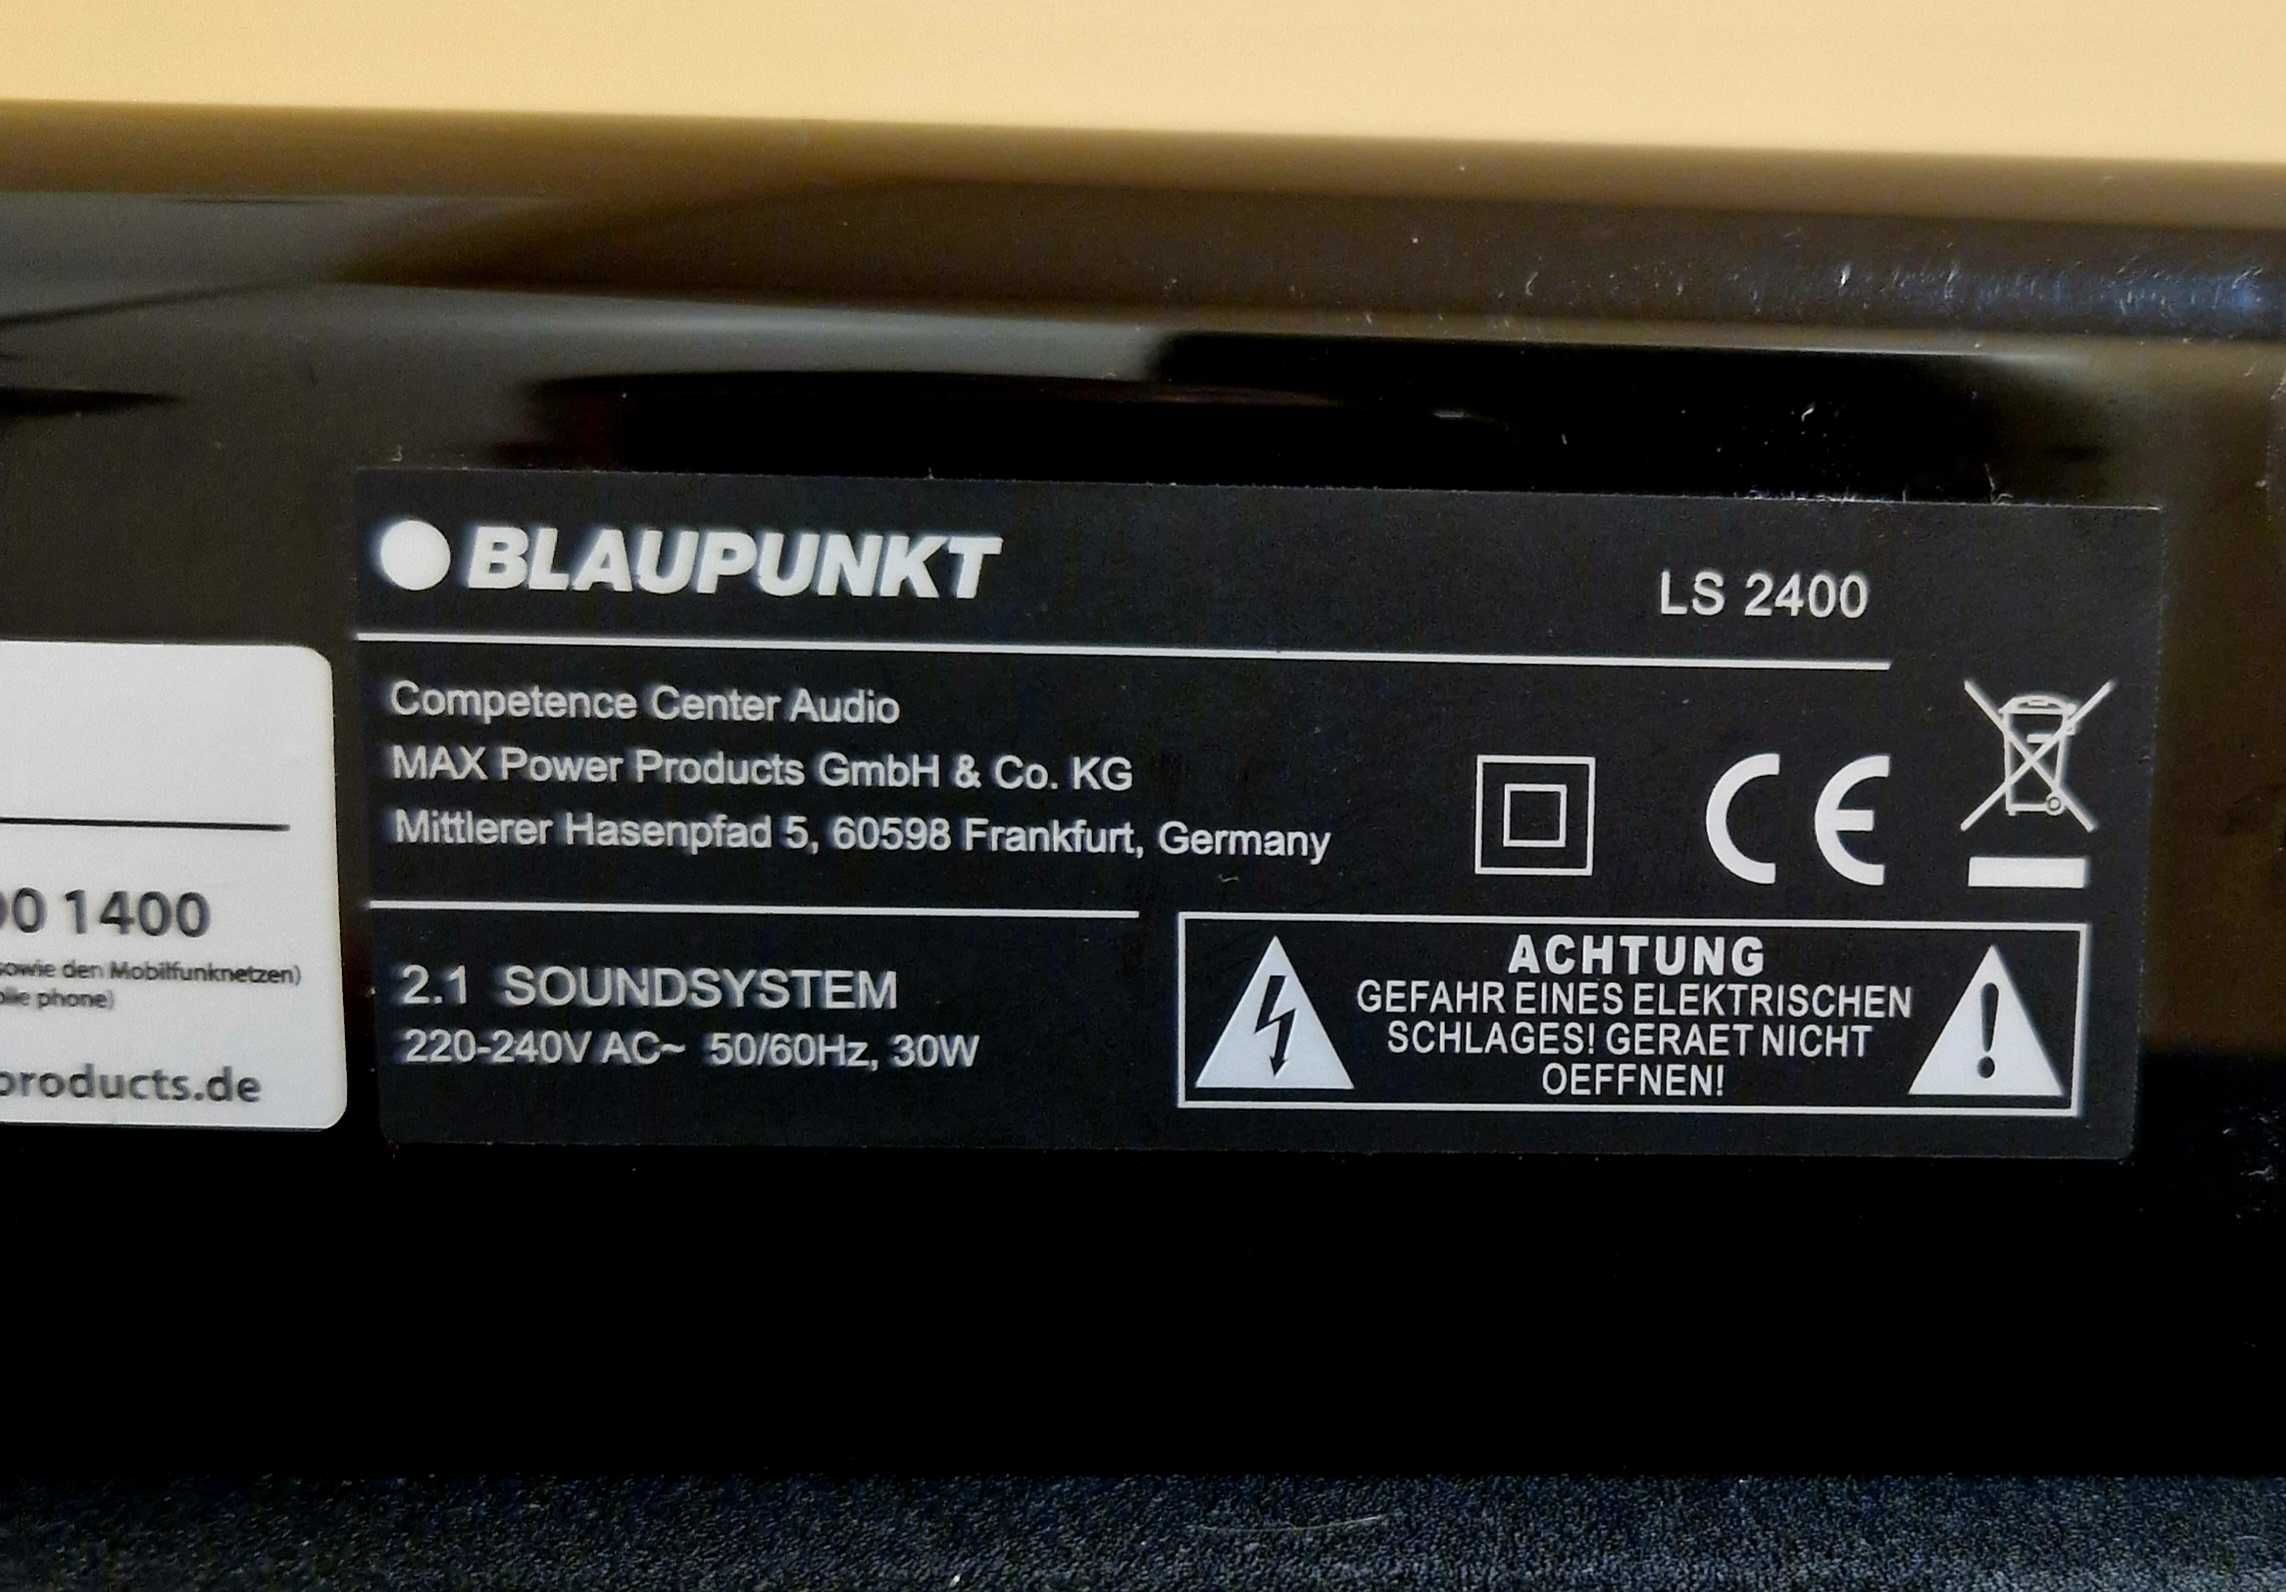 BLAUPUNKT
LS 2400
Competence Center Audio
MAX Power Products GmbH & Co. KG
Mittlerer Hasenpfad 5, 60598 Frankfurt, Germany
CE
2.1 SOUNDSYSTEM
220-240V AC~ 50/60Hz, 30W
ACHTUNG
GEFAHR EINES ELEKTRISCHEN
SCHLAGES! GERAET NICHT
OEFFNEN!
1400
den Mobilfunknetzen)
phone)
products.de